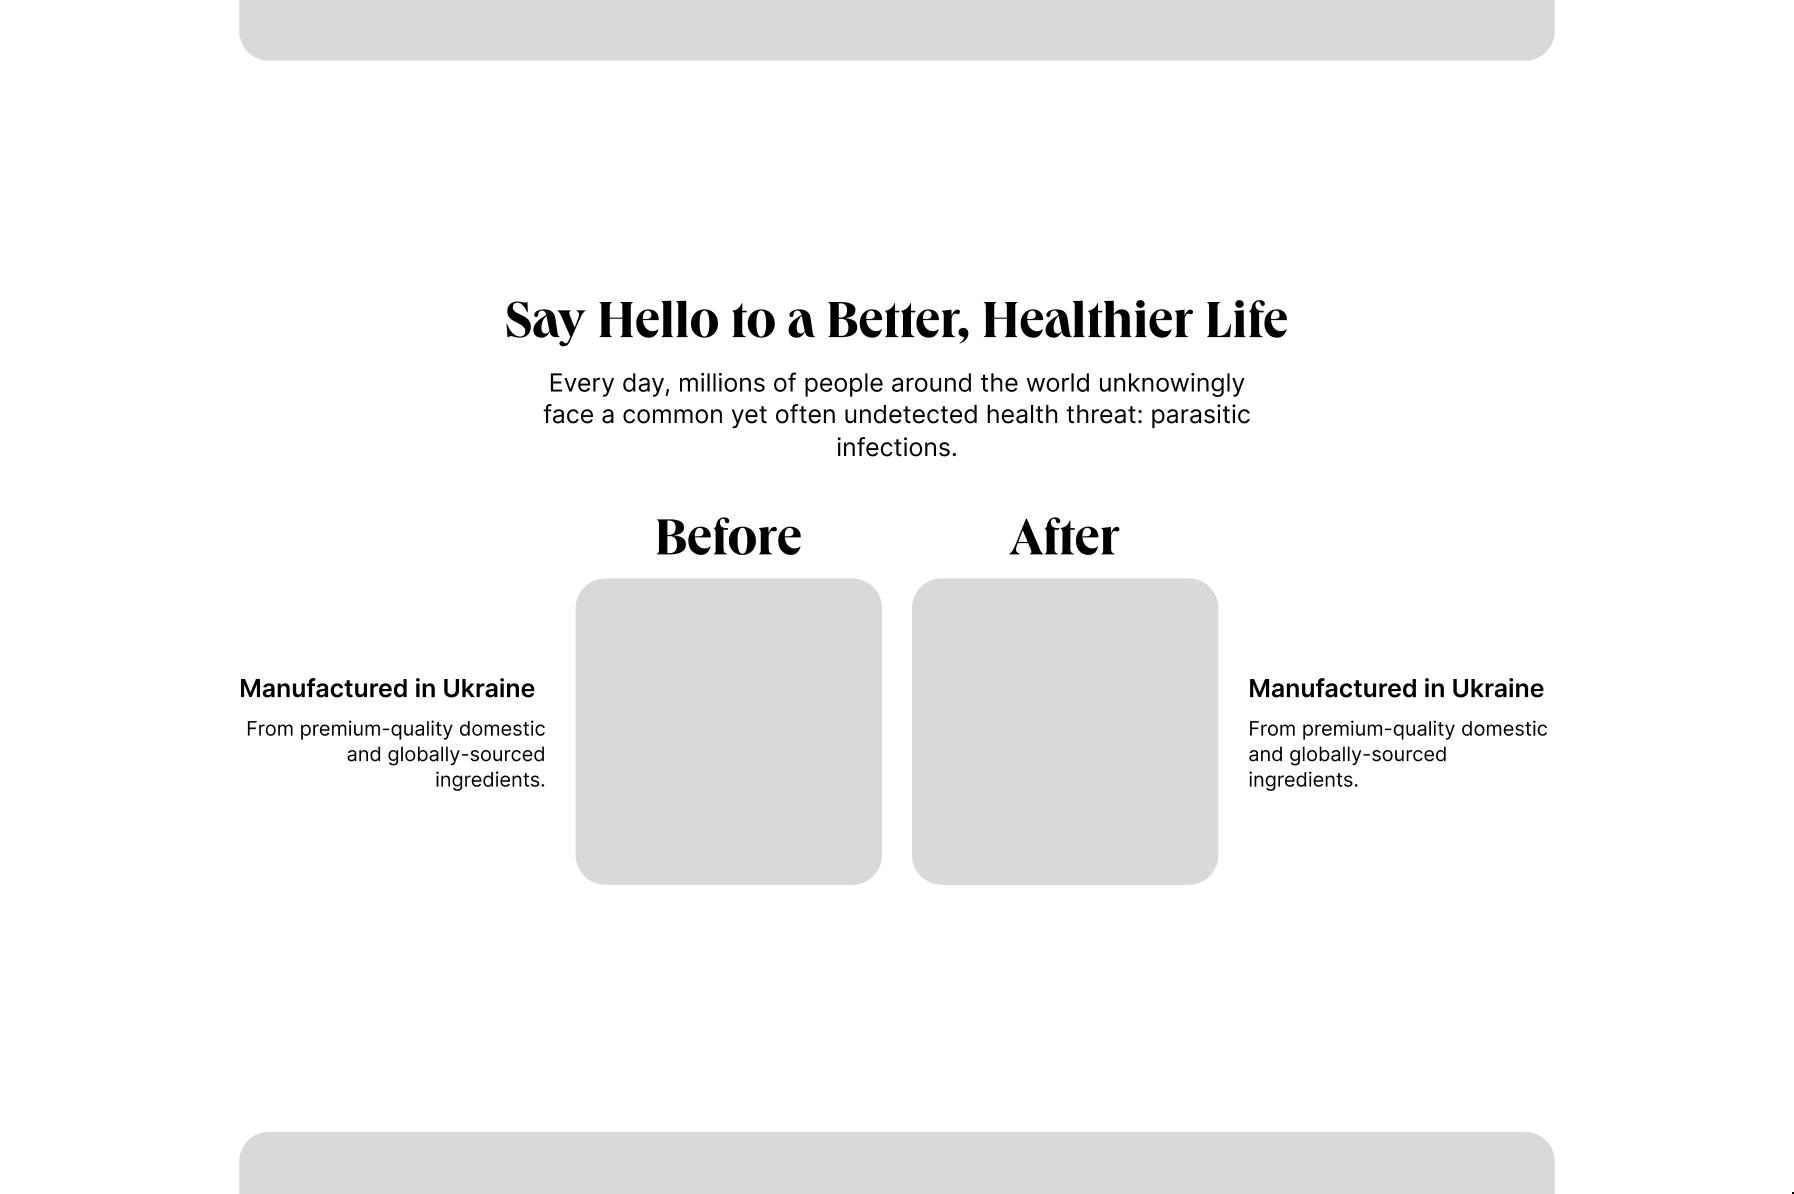 Say Hello to a Better, Healthier Life
Every day, millions of people around the world unknowingly
face a common yet often undetected health threat: parasitic
infections.
Before
After
Manufactured in Ukraine
From premium-quality domestic
and globally-sourced
ingredients.
Manufactured in Ukraine
From premium-quality domestic
and globally-sourced
ingredients.